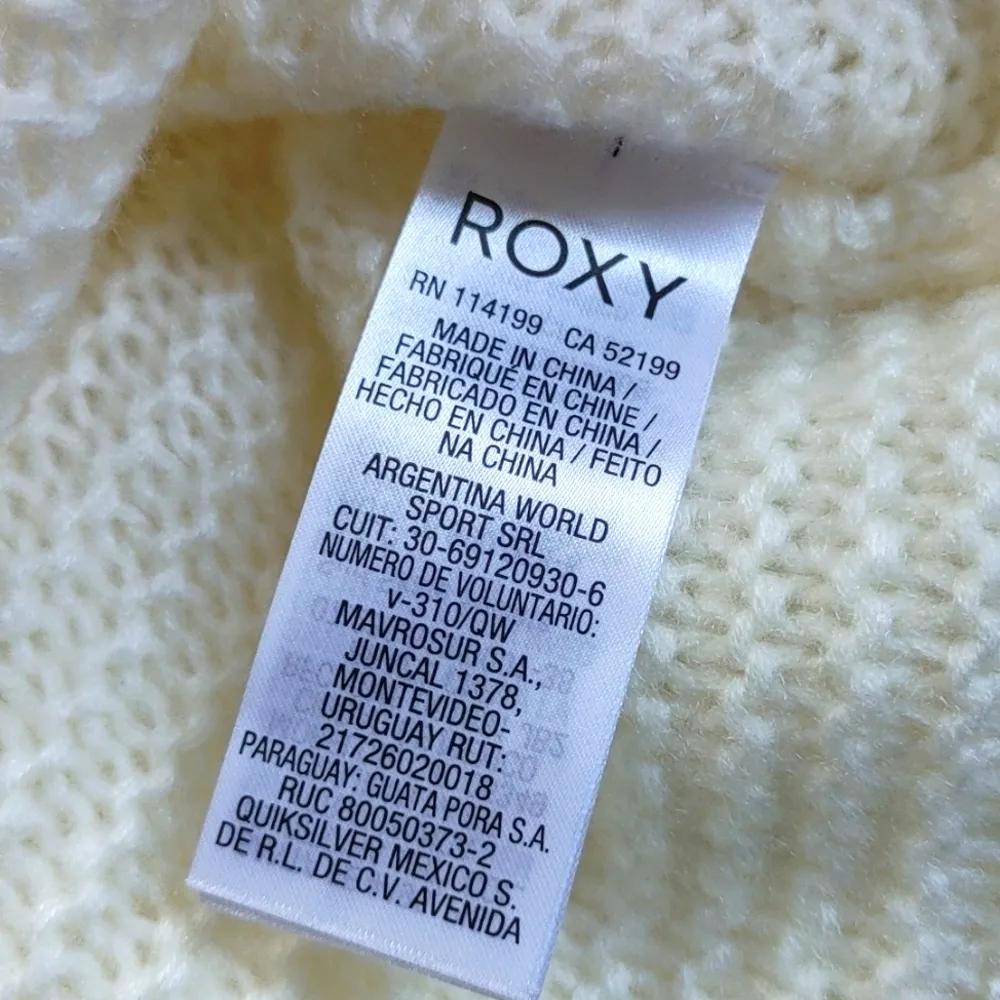 ROXY
RN 114199 CA 52199
MADE IN CHINA /
FABRIQUÉ EN CHINE /
FABRICADO EN CHINA /
HECHO EN CHINA / FEITO
NA CHINA
ARGENTINA WORLD
SPORT SRL
CUIT: 30-69120930-6
NUMERO DE VOLUNTARIO:
v-310/QW
MAVROSUR S.A.,
JUNCAL 1378,
MONTEVIDEO-
URUGUAY RUT:
21726020018
PARAGUAY: GUATA PORA S.A.
RUC 80050373-2
QUIKSILVER MEXICO S.
DE R.L. DE C.V. AVENIDA